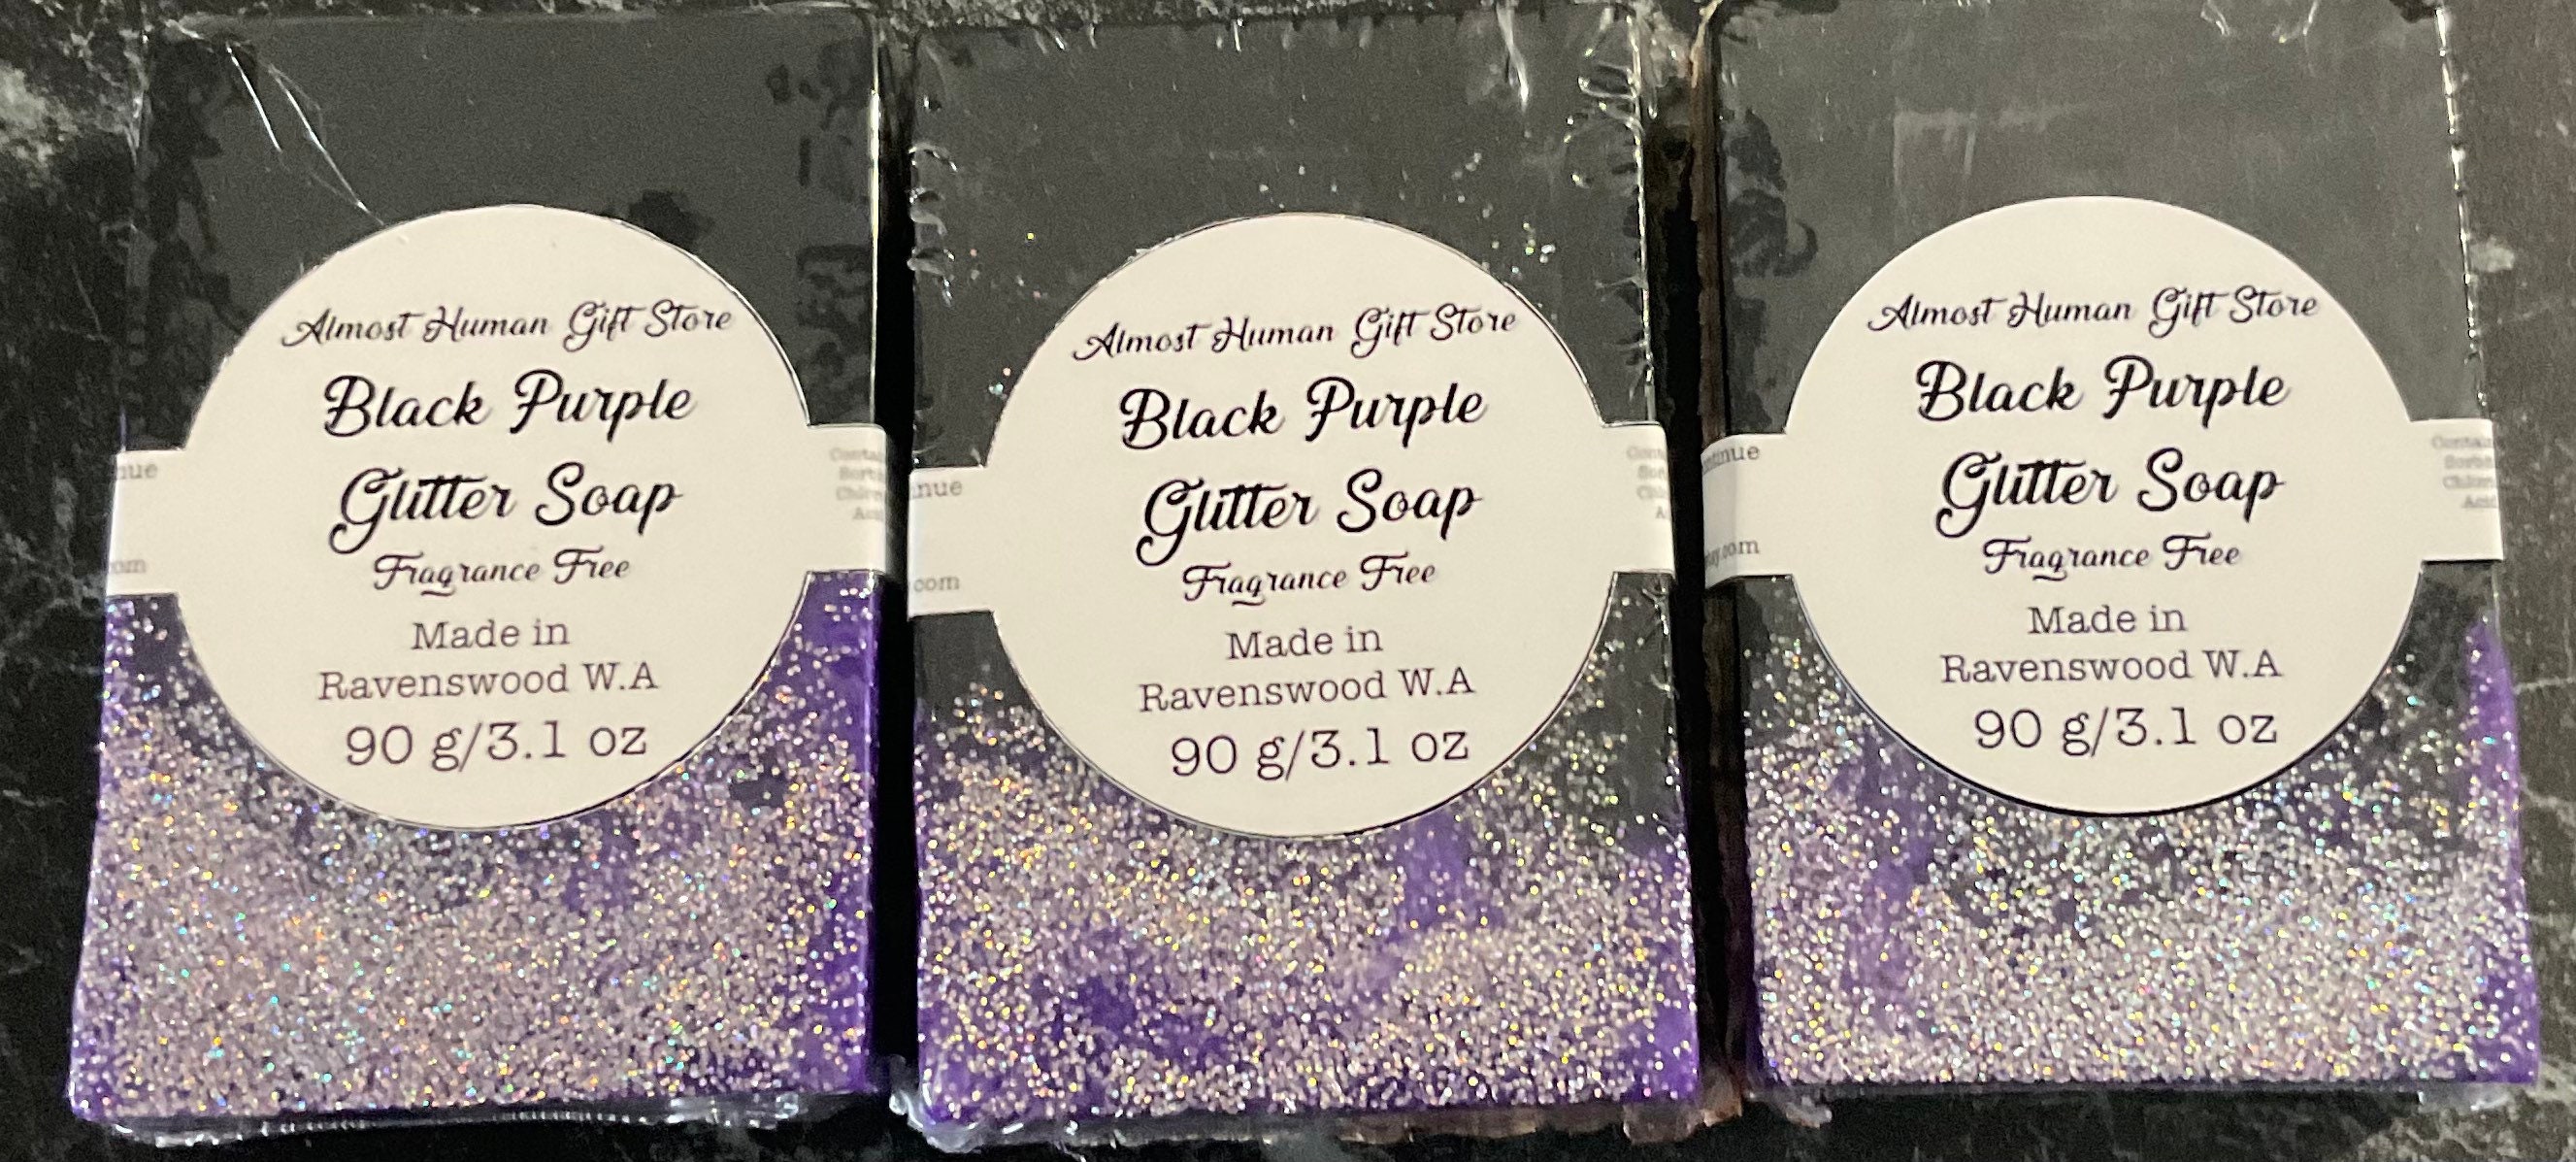 Almost Human Gift Store
Black Purple
Glitter Soap
Fragrance Free
Made in
Ravenswood W.A
90 g/3.1 oz
Almost Human Gift Store
Black Purple
Glitter Soap
Fragrance Free
Made in
Ravenswood W.A
90 g/3.1 oz
com
Almost Human Gift Store
Black Purple
Glitter Soap
Fragrance Free
Made in
Ravenswood W.A
90 g/3.1 oz